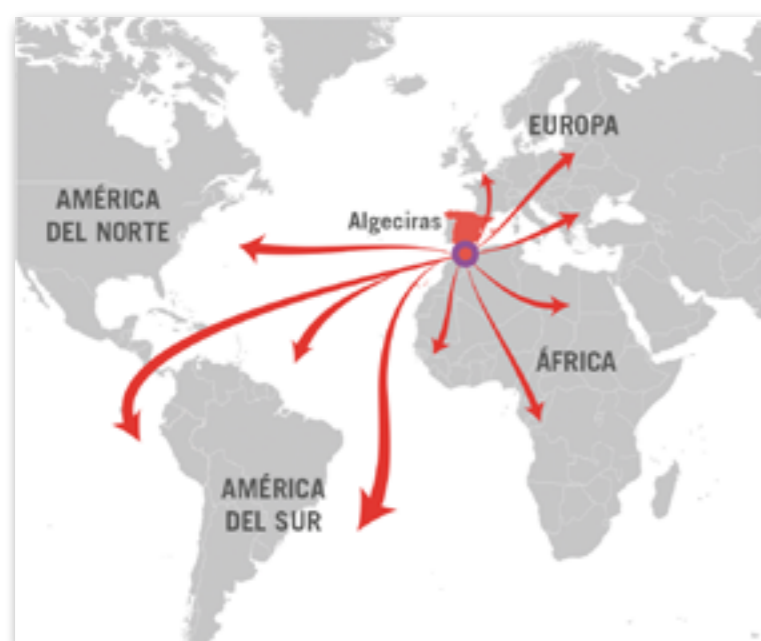 EUROPA
AMÉRICA
DEL NORTE
Algeciras
ÁFRICA
AMÉRICA
DEL SUR